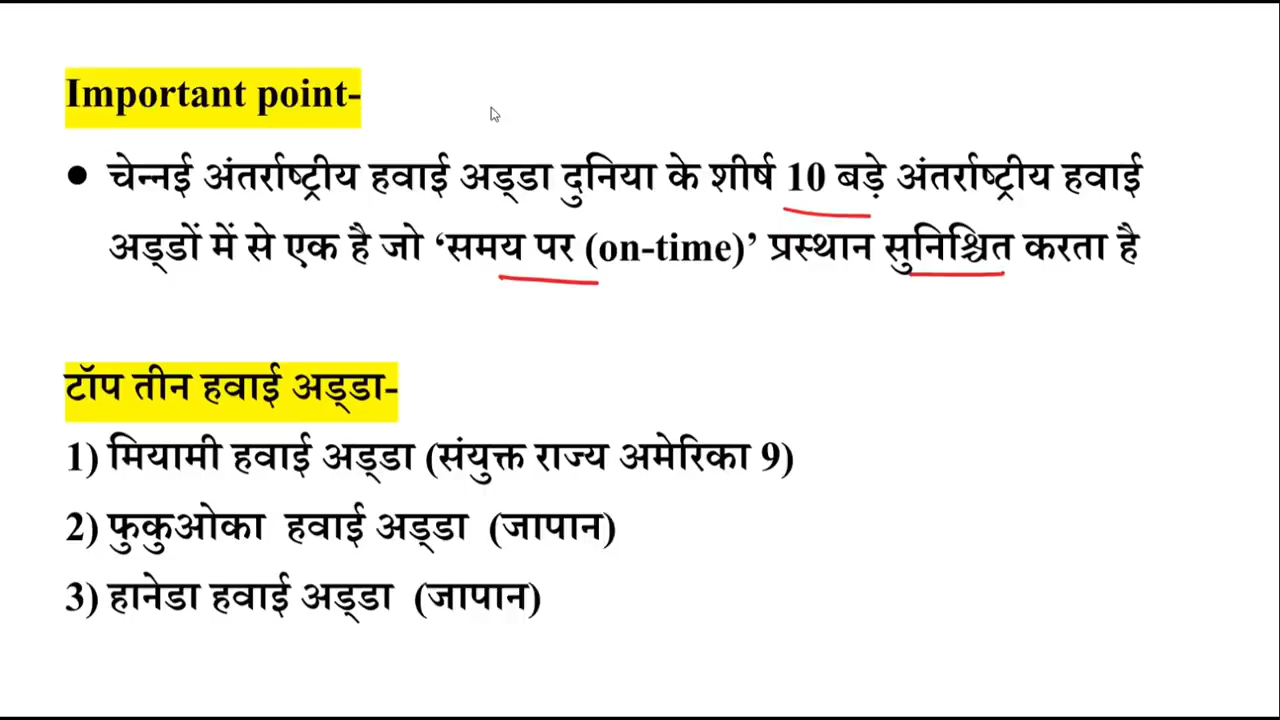 Important point-
● चेन्नई अंतर्राष्ट्रीय हवाई अड्डा दुनिया के शीर्ष 10 बड़े अंतर्राष्ट्रीय हवाई
अड्डों में से एक है जो ‘समय पर (on-time)’ प्रस्थान सुनिश्चित करता है
टॉप तीन हवाई अड्डा-
1) मियामी हवाई अड्डा (संयुक्त राज्य अमेरिका 9)
2) फुकुओका हवाई अड्डा (जापान)
3) हानेडा हवाई अड्डा (जापान)